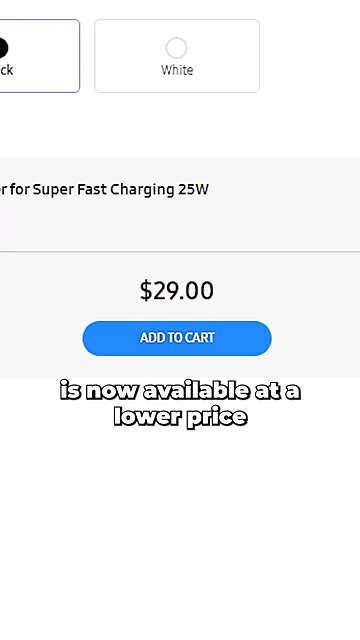 ck
White
r for Super Fast Charging 25W
$29.00
ADD TO CART
is now available at a
lower price